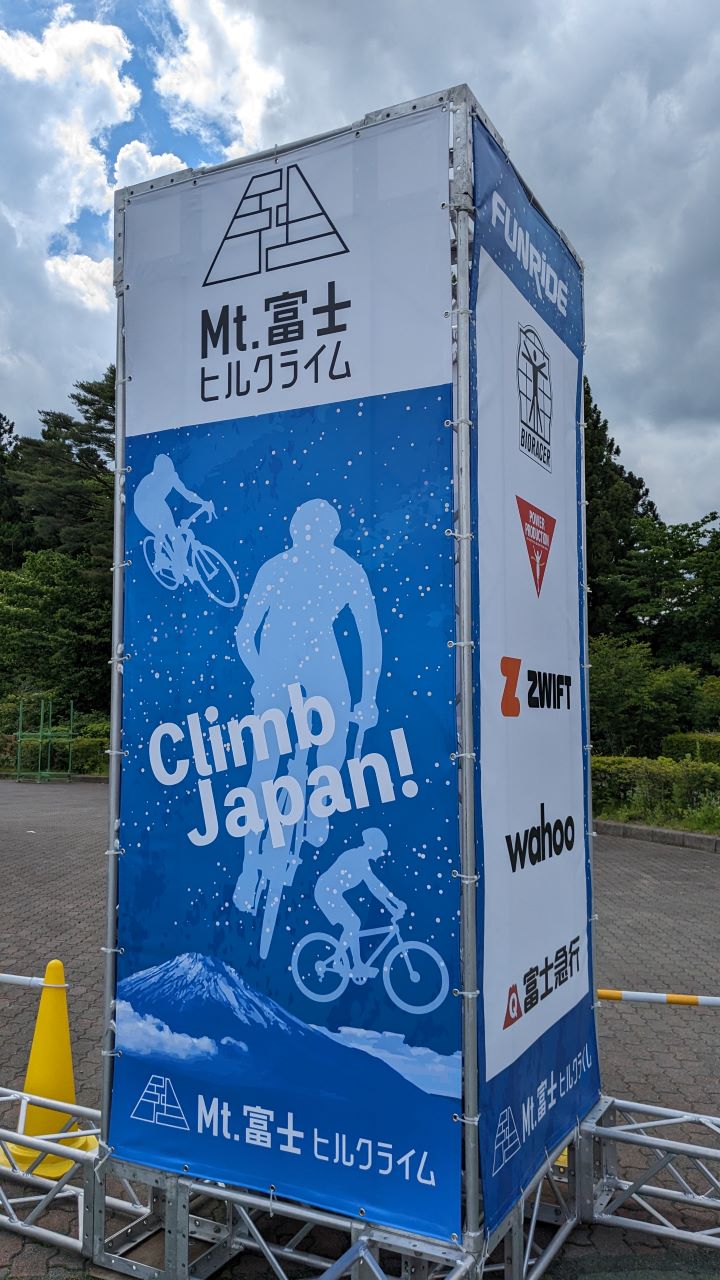 Mt.富士
ヒルクライム
Climb
Japan!
Mt.富士 ヒルクライム
FUNRiDE
BIORACER
POWER
PRODUCTION
ZWIFT
wahoo
富士急行
Mt.富士 ヒルクライ